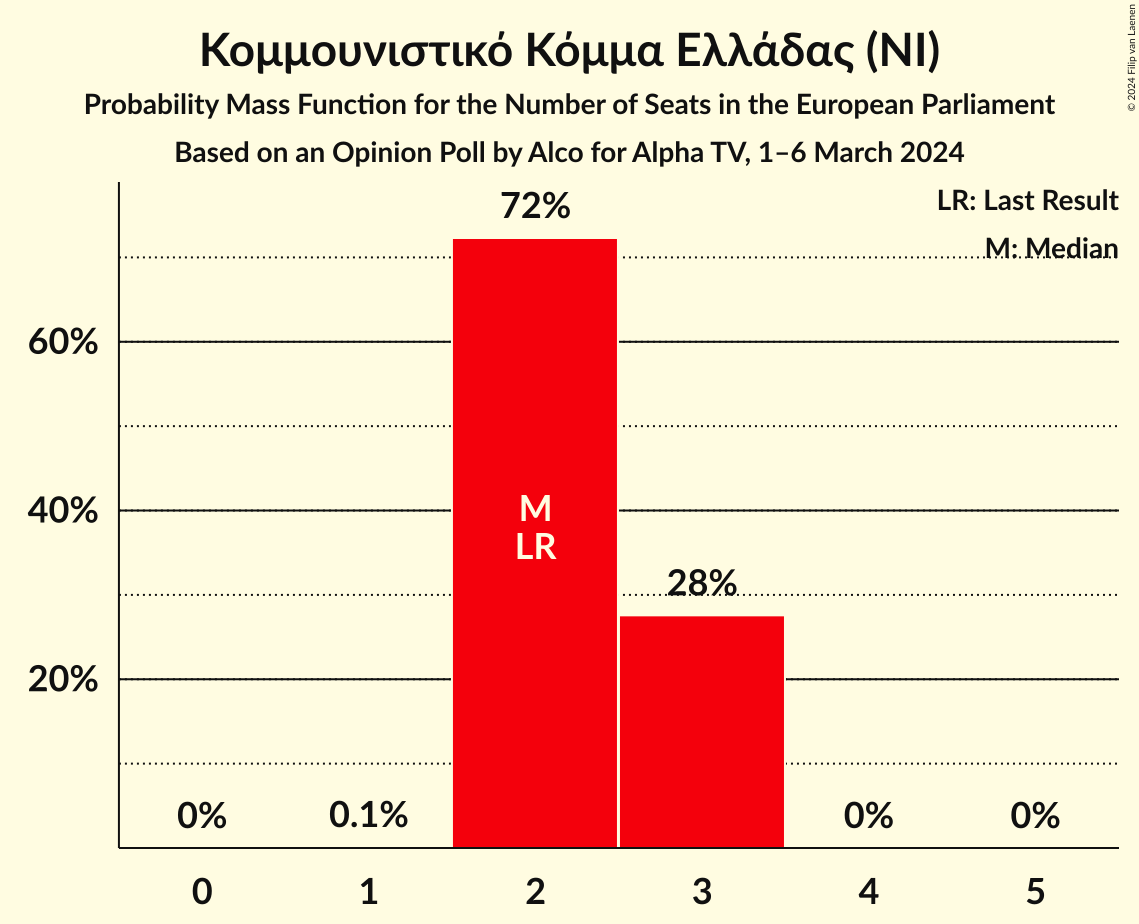 Κομμουνιστικό Κόμμα Ελλάδας (NI)
Probability Mass Function for the Number of Seats in the European Parliament
Based on an Opinion Poll by Alco for Alpha TV, 1–6 March 2024
© 2024 Filip van Laenen
LR: Last Result
M: Median
72%
60%
40%
20%
M
LR
28%
0%
0.1%
0%
0%
0
1
2
3
4
5